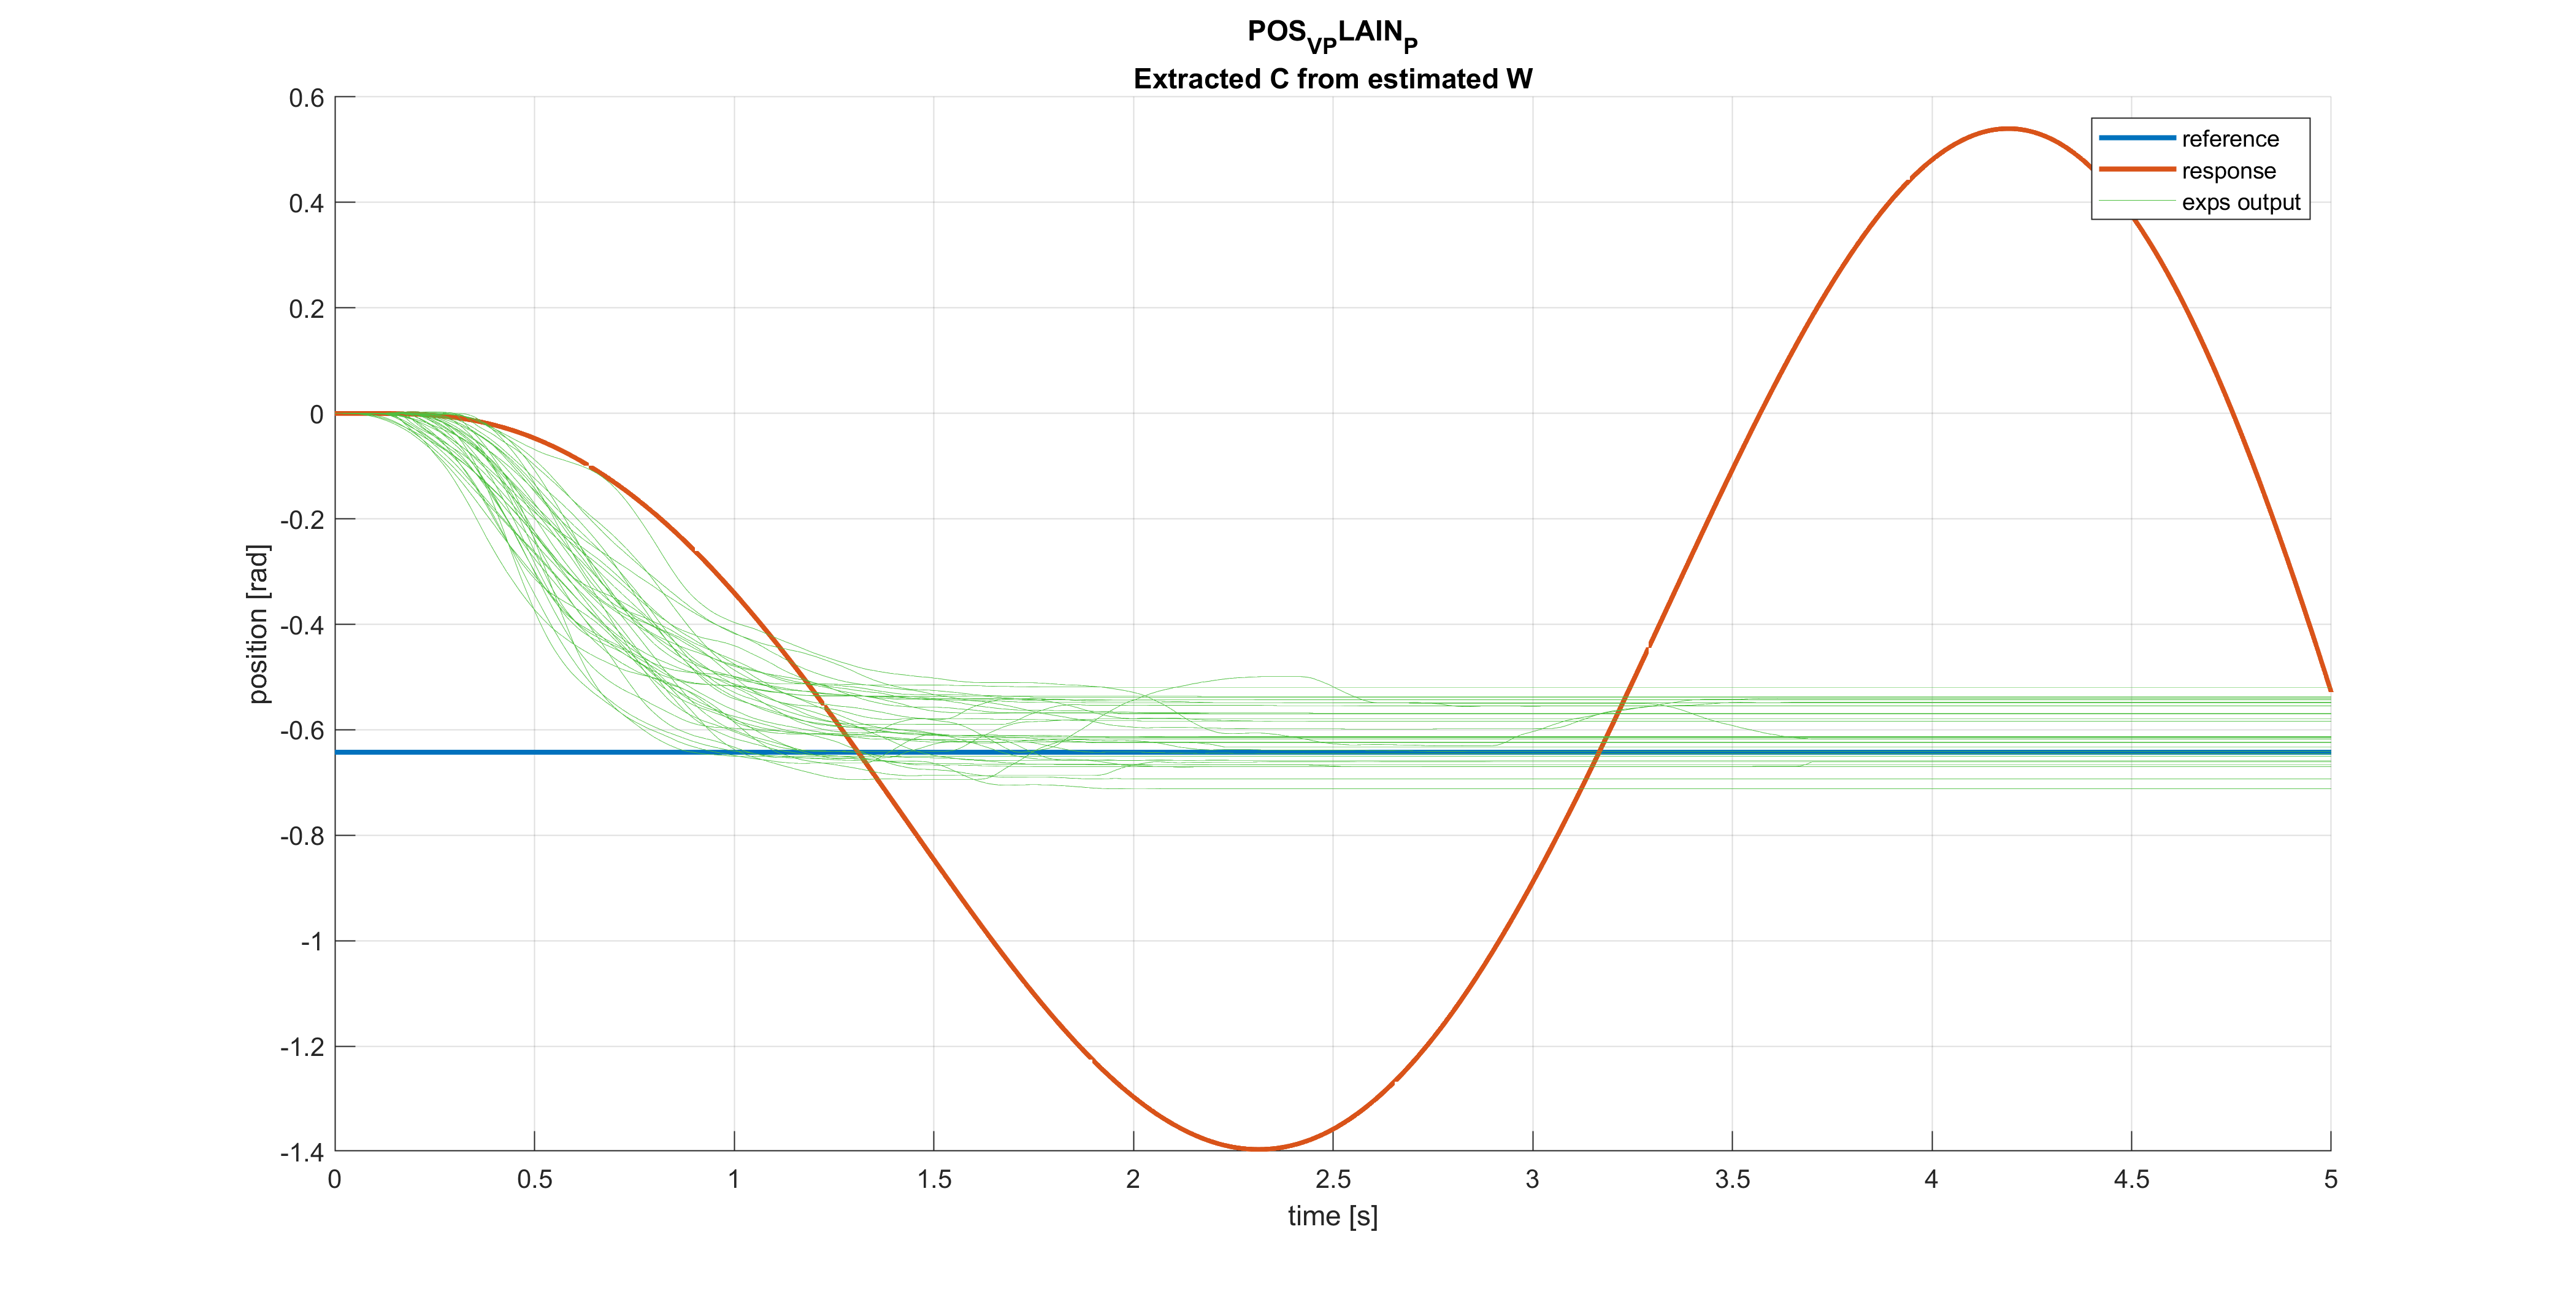 POSVPLAINP
Extracted C from estimated W
0.6
0.4
0.2
0
-0.2
-0.4
-0.6
-0.8
-1
-1.2
-1.4
position [rad]
reference
response
exps output
0 0.5 1 1.5 2 2.5 3 3.5 4 4.5 5
time [s]